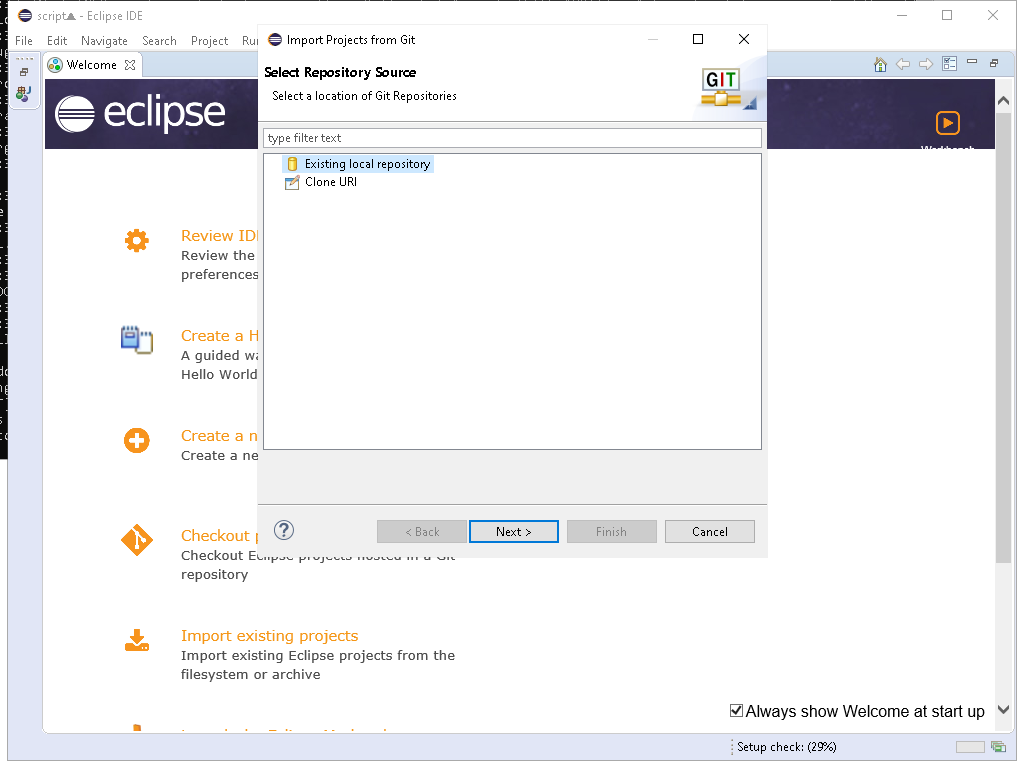 script - Eclipse IDE
File Edit Navigate Search Project Ru
Welcome
eclipse
Import Projects from Git
Select Repository Source
Select a location of Git Repositories
GIT
type filter text
Existing local repository
Clone URI
< Back Next > Finish Cancel
Review ID
Review the
preferences
Create a H
A guided wa
Hello World
Create a n
Create a ne
Checkout
Checkout Eclipse projects hosted in a Git
repository
Import existing projects
Import existing Eclipse projects from the
filesystem or archive
Always show Welcome at start up
Setup check: (29%)